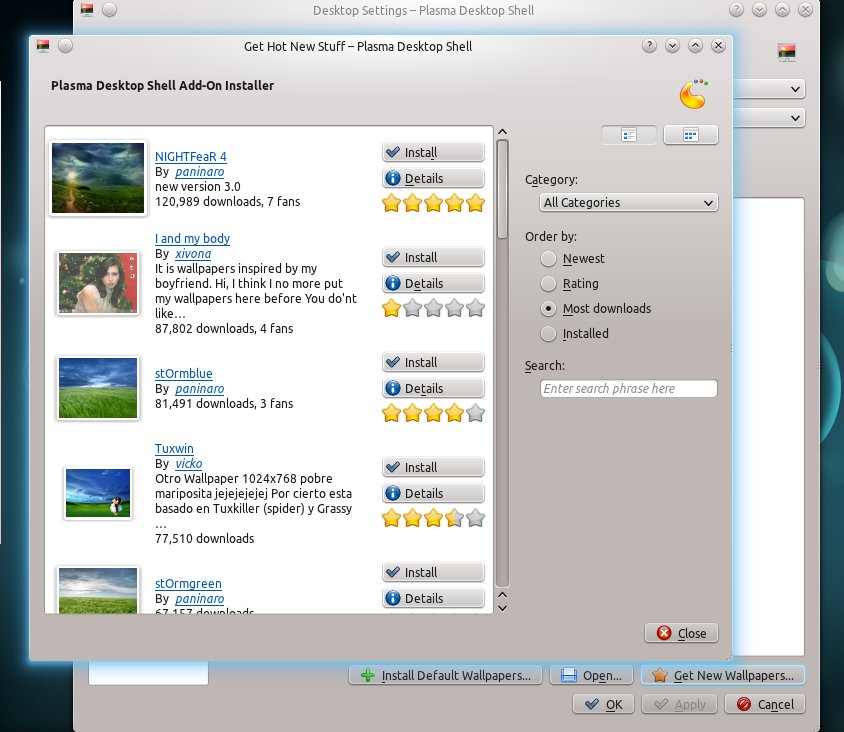 Desktop Settings – Plasma Desktop Shell
Get Hot New Stuff – Plasma Desktop Shell
Plasma Desktop Shell Add-On Installer
NIGHTFeaR 4
By paninaro
new version 3.0
120,989 downloads, 7 fans
Install
Details
I and my body
By xivona
It is wallpapers inspired by my
boyfriend. Hi, I think I no more put
my wallpapers here before You do'nt
like…
87,802 downloads, 4 fans
Install
Details
stOrmblue
By paninaro
81,491 downloads, 3 fans
Install
Details
Tuxwin
By vicko
Otro Wallpaper 1024x768 pobre
mariposita jejejejejej Por cierto esta
basado en Tuxkiller (spider) y Grassy
…
77,510 downloads
Install
Details
stOrmgreen
By paninaro
67,157 downloads
Install
Details
Category:
All Categories
Order by:
Newest
Rating
Most downloads
Installed
Search:
Enter search phrase here
Close
Install Default Wallpapers...
Open...
Get New Wallpapers...
OK
Apply
Cancel